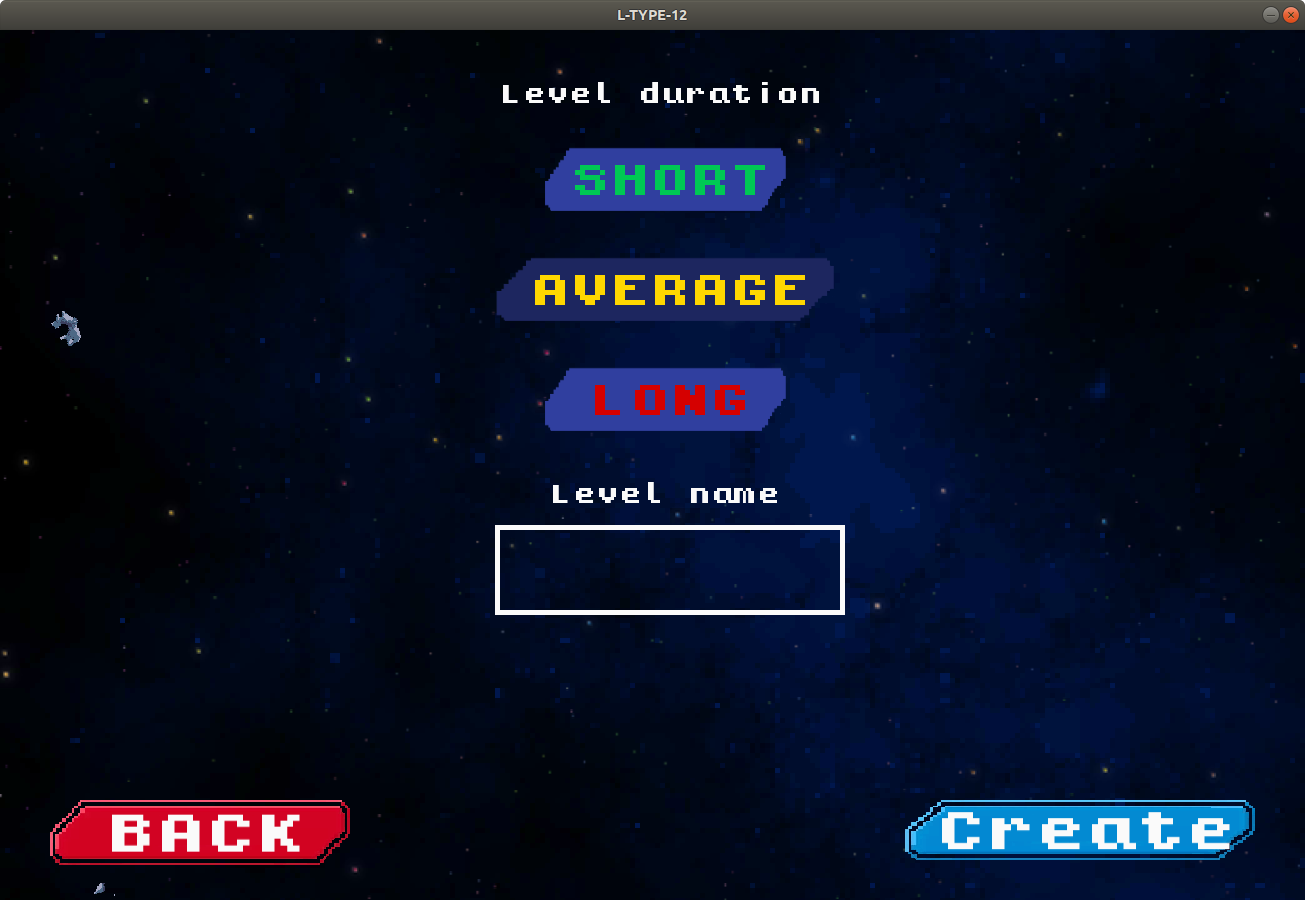 L-TYPE-12
Level duration
SHORT
AVERAGE
LONG
Level name
BACK
Create